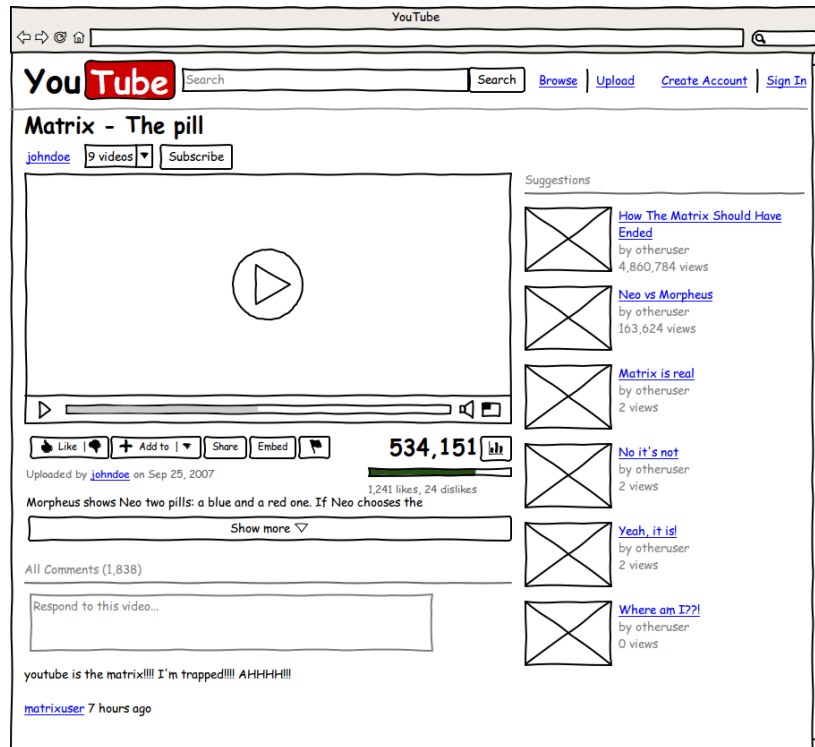 YouTube
You Tube
Search
Search
Browse
Upload
Create Account
Sign In
Matrix - The pill
johndoe
9 videos
Subscribe
Like
Add to
Share
Embed
534,151
Uploaded by johndoe on Sep 25, 2007
1,241 likes, 24 dislikes
Morpheus shows Neo two pills: a blue and a red one. If Neo chooses the
Show more
All Comments (1,838)
Respond to this video...
youtube is the matrix!!!! I'm trapped!!!! AHHHH!!!
matrixuser 7 hours ago
Suggestions
How The Matrix Should Have
Ended
by otheruser
4,860,784 views
Neo vs Morpheus
by otheruser
163,624 views
Matrix is real
by otheruser
2 views
No it's not
by otheruser
2 views
Yeah, it is!
by otheruser
2 views
Where am I??!
by otheruser
0 views